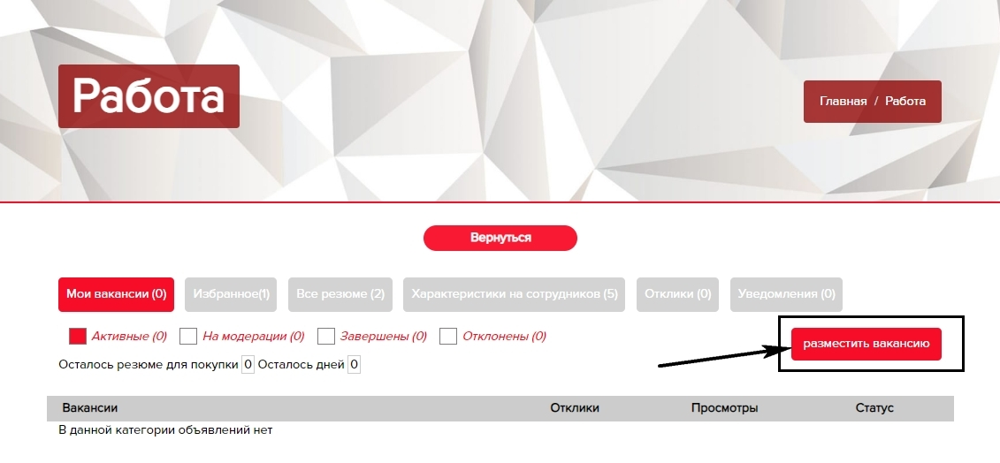 Работа
Главная / Работа
Вернуться
Мои вакансии (0) Избранное(1) Все резюме (2) Характеристики на сотрудников (5) Отклики (0) Уведомления (0)
Активные (0) На модерации (0) Завершены (0) Отклонены (0)
разместить вакансию
Осталось резюме для покупки 0 Осталось дней 0
Вакансии Отклики Просмотры Статус
В данной категории объявлений нет